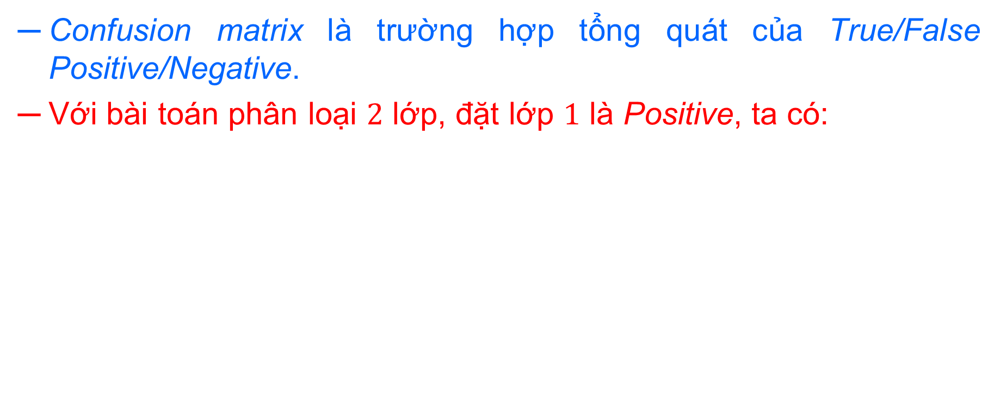 — Confusion matrix là trường hợp tổng quát của True/False
Positive/Negative.
— Với bài toán phân loại 2 lớp, đặt lớp 1 là Positive, ta có: